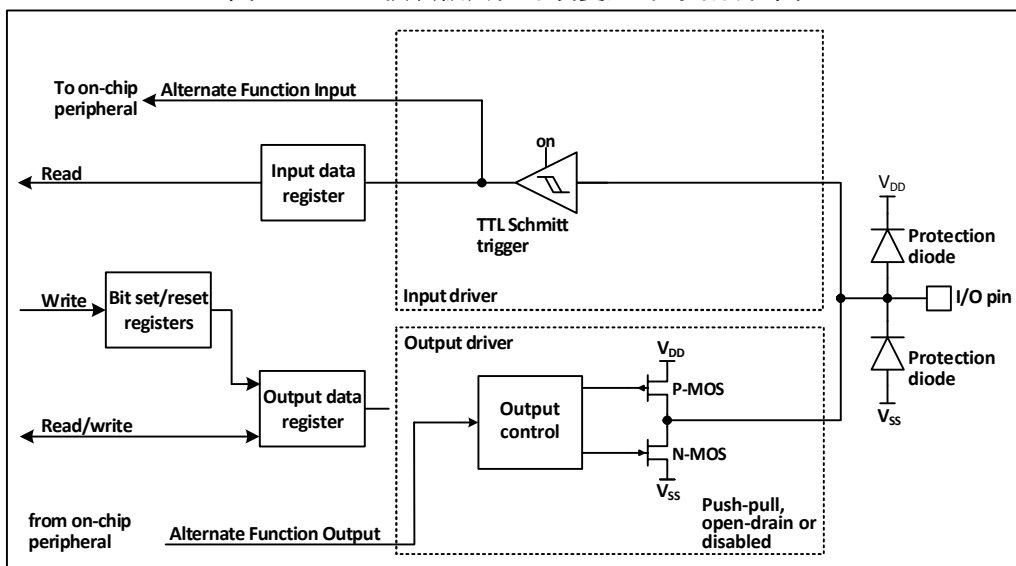 To on-chip
peripheral
Alternate Function Input
on
Read
Input data
register
TTL Schmitt
trigger
V_DD
Protection
diode
Write
Bit set/reset
registers
Input driver
I/O pin
Output driver
V_DD
P-MOS
Protection
diode
Output data
register
Output
control
Read/write
N-MOS
V_SS
V_SS
from on-chip
peripheral
Alternate Function Output
Push-pull,
open-drain or
disabled